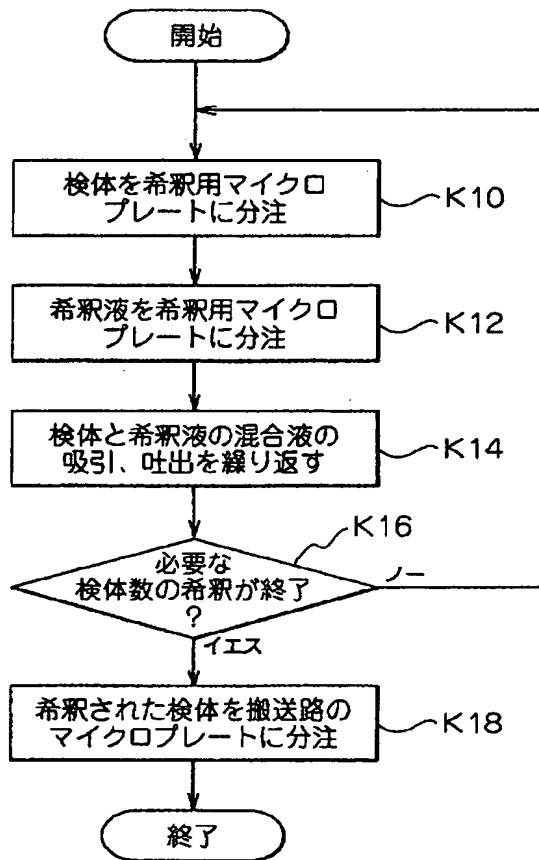 開始
検体を希釈用マイクロ
プレートに分注
K10
希釈液を希釈用マイクロ
プレートに分注
K12
検体と希釈液の混合液の
吸引、吐出を繰り返す
K14
K16
必要な
検体数の希釈が終了
?
ノー
イエス
希釈された検体を搬送路の
マイクロプレートに分注
K18
終了